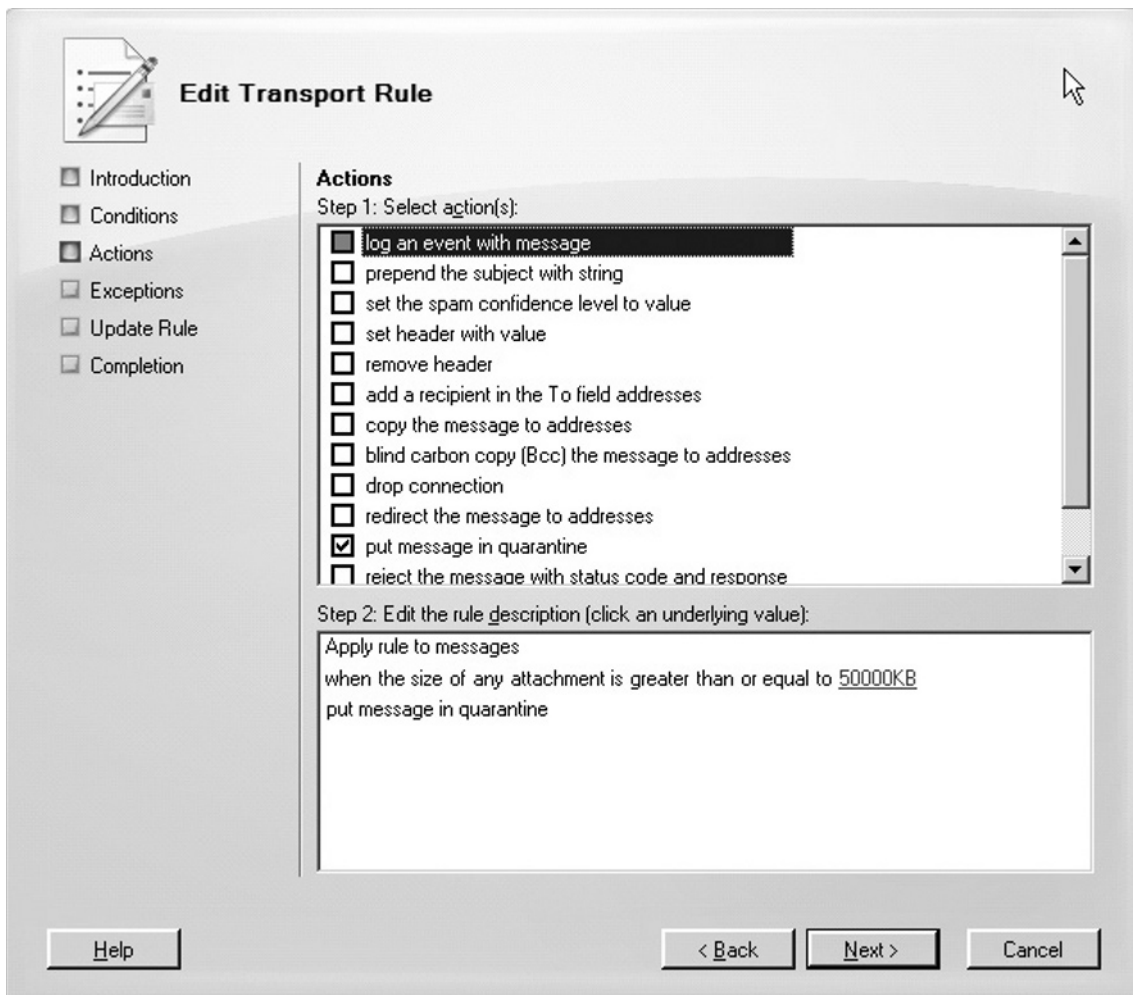 Edit Transport Rule
Introduction
Conditions
Actions
Exceptions
Update Rule
Completion
Actions
Step 1: Select action(s):
log an event with message
prepend the subject with string
set the spam confidence level to value
set header with value
remove header
add a recipient in the To field addresses
copy the message to addresses
blind carbon copy (Bcc) the message to addresses
drop connection
redirect the message to addresses
put message in quarantine
reject the message with status code and response
Step 2: Edit the rule description (click an underlying value):
Apply rule to messages
when the size of any attachment is greater than or equal to 50000KB
put message in quarantine
Help
< Back
Next >
Cancel